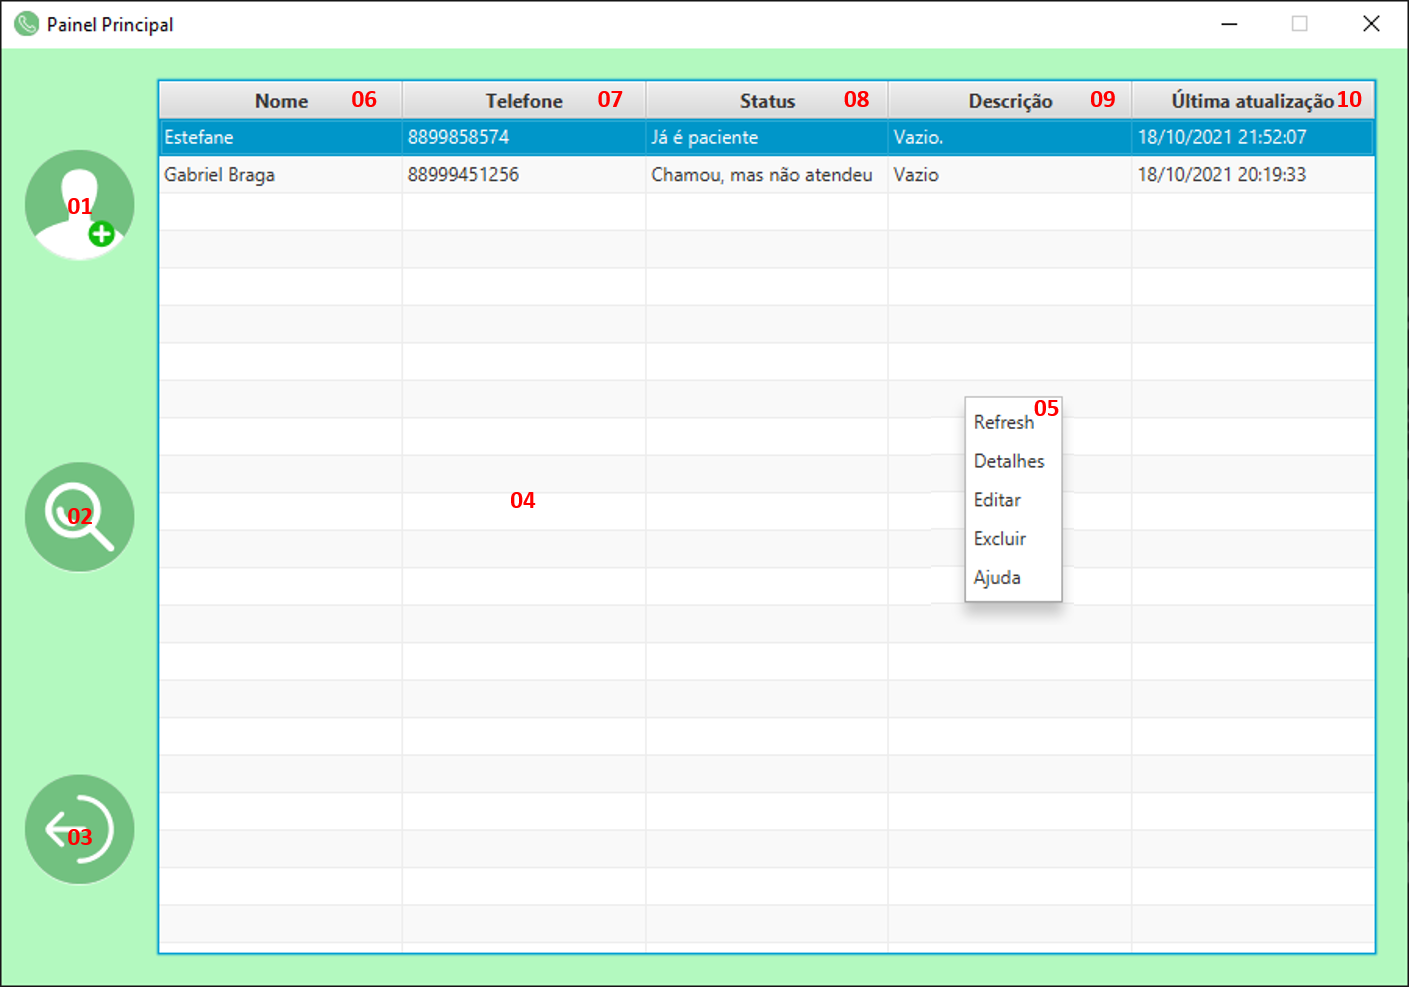 Painel Principal
Nome 06 Telefone 07 Status 08 Descrição 09 Última atualização 10
Estefane 8899858574 Já é paciente Vazio. 18/10/2021 21:52:07
Gabriel Braga 88999451256 Chamou, mas não atendeu Vazio 18/10/2021 20:19:33
01
05
Refresh
Detalhes
04
Editar
02
Excluir
Ajuda
03